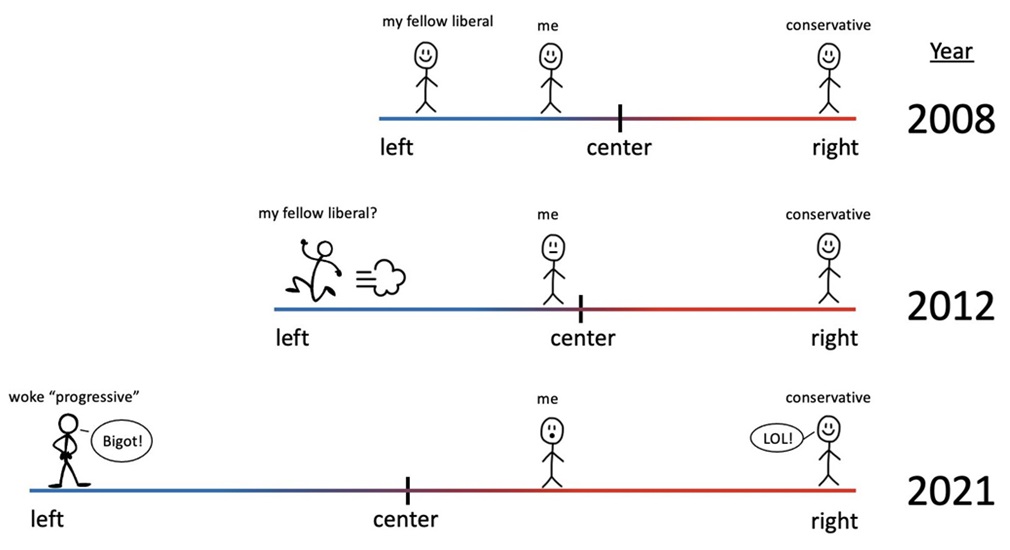 my fellow liberal
me
conservative
Year
2008
left
center
right
my fellow liberal?
me
conservative
2012
left
center
right
woke “progressive”
me
conservative
Bigot!
LOL!
2021
left
center
right